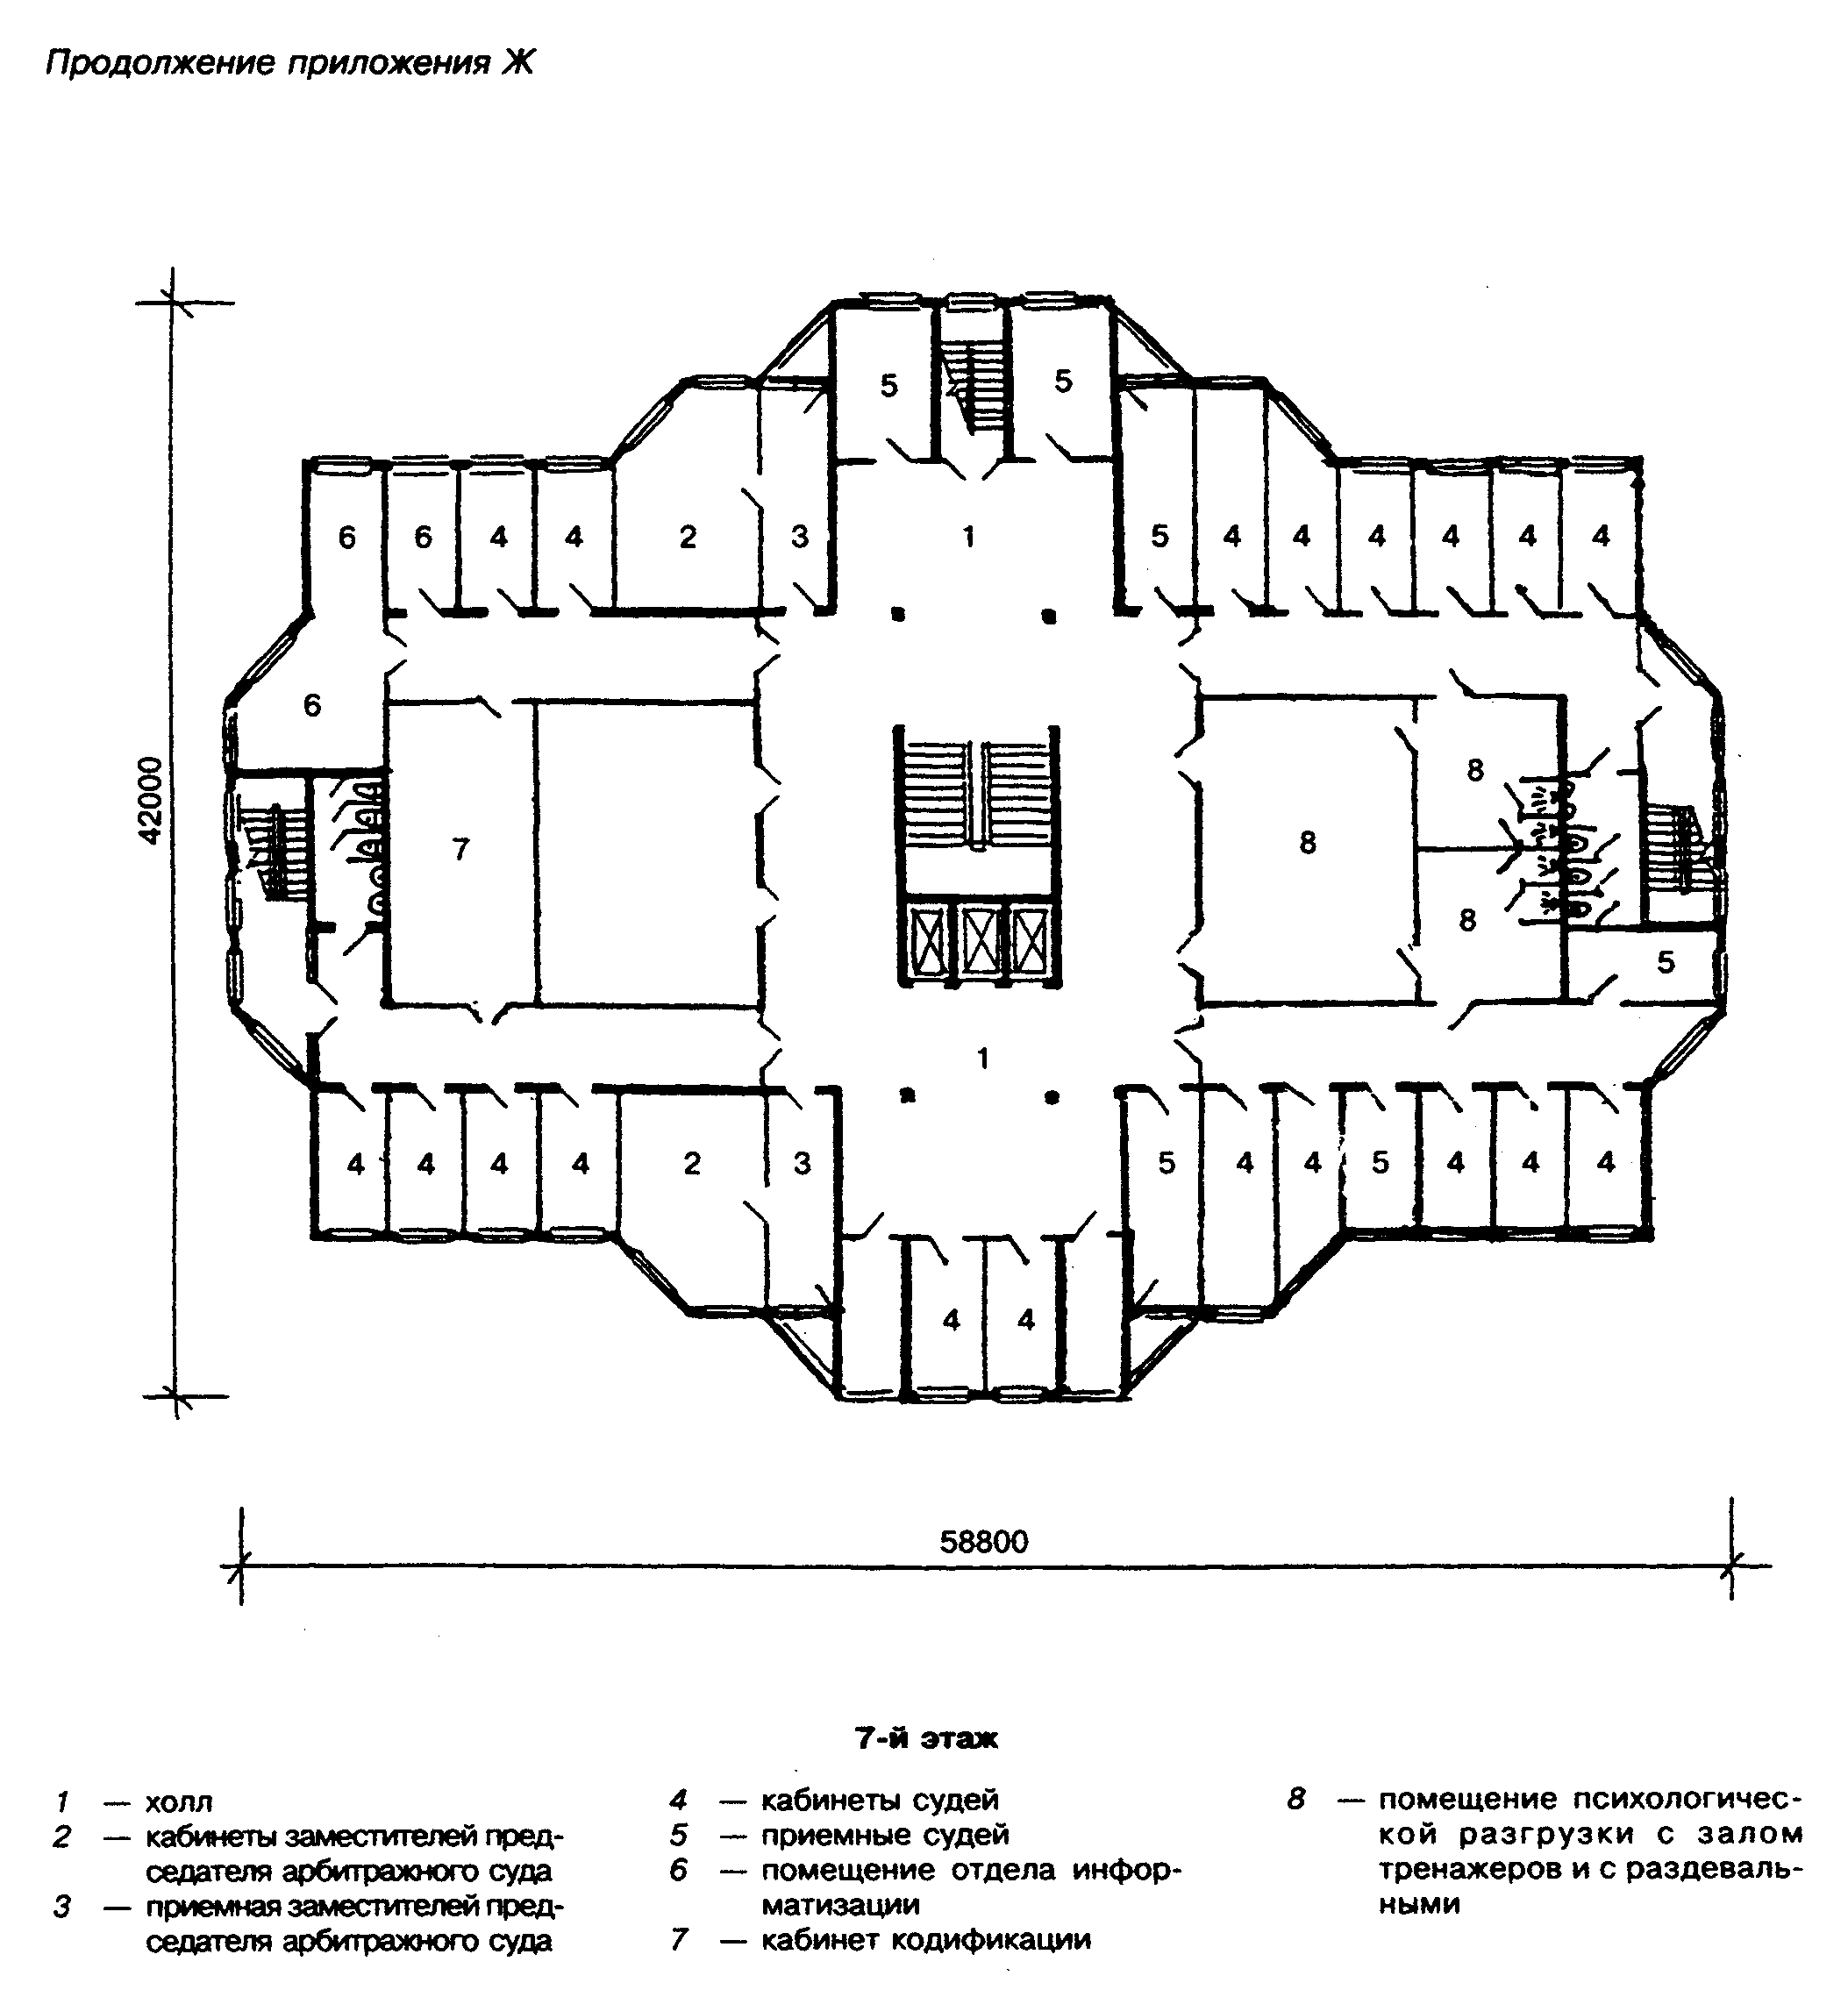 Продолжение приложения Ж
5 5
6 6 4 4 2 3 1 5 4 4 4 4 4 4
6
42000
7 8 8
8
5
1
4 4 4 4 2 3 5 4 4 5 4 4 4
4 4
58800
7-й этаж
1 — холл
2 — кабинеты заместителей пред-
седателя арбитражного суда
3 — приемная заместителей пред-
седателя арбитражного суда
4 — кабинеты судей
5 — приемные судей
6 — помещение отдела инфор-
матизации
7 — кабинет кодификации
8 — помещение психологичес-
кой разгрузки с залом
тренажеров и с раздеваль-
ными